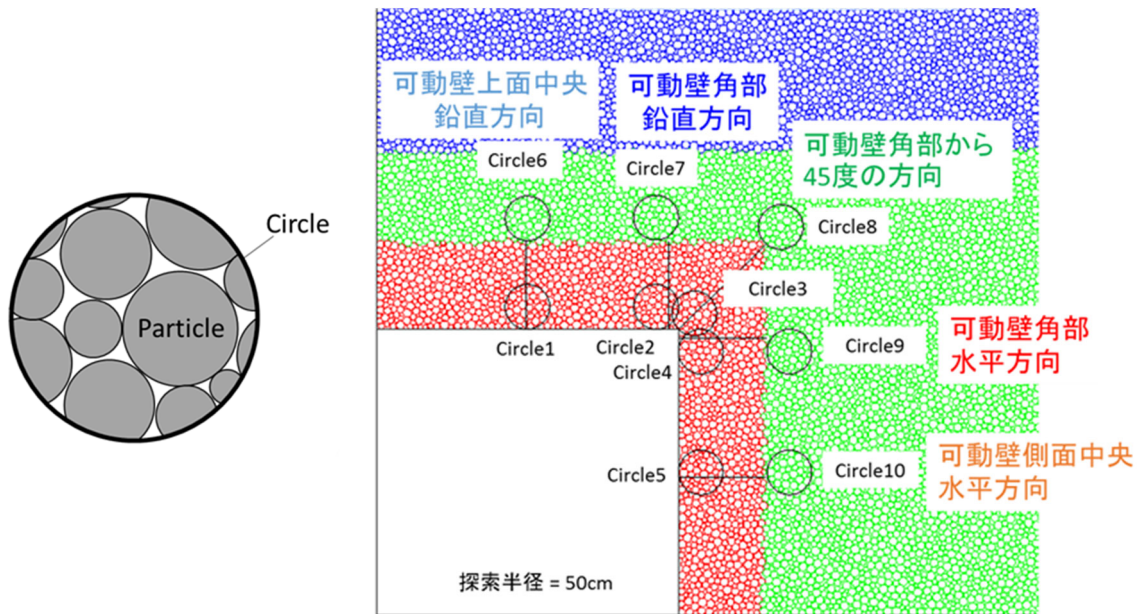 Circle
Particle
可動壁上面中央
鉛直方向
可動壁角部
鉛直方向
可動壁角部から
45度の方向
Circle6
Circle7
Circle8
Circle3
Circle1
Circle2
Circle4
Circle9
可動壁角部
水平方向
Circle5
Circle10
可動壁側面中央
水平方向
探索半径 = 50cm